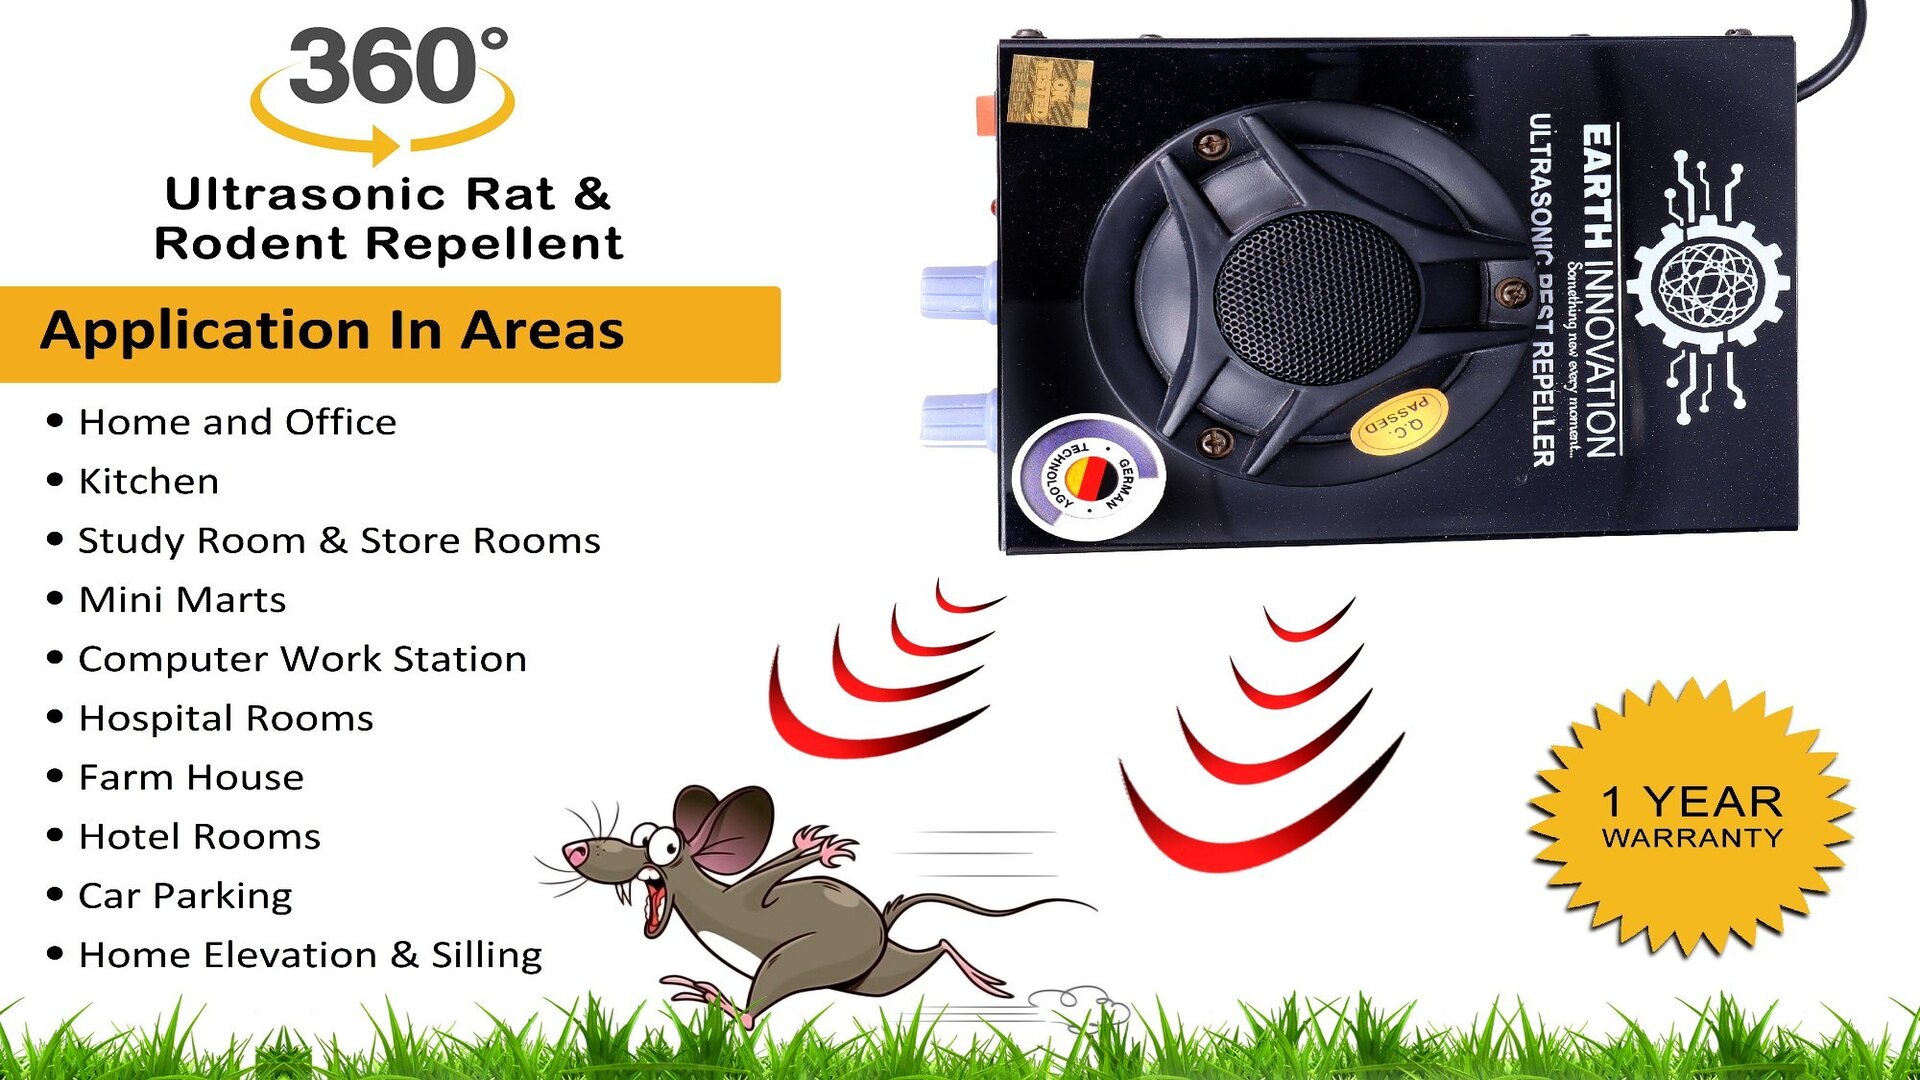 360°
Ultrasonic Rat &
Rodent Repellent
Application In Areas
• Home and Office
• Kitchen
• Study Room & Store Rooms
• Mini Marts
• Computer Work Station
• Hospital Rooms
• Farm House
• Hotel Rooms
• Car Parking
• Home Elevation & Silling
OK
TESTED
EARTH INNOVATION
Something new every moment...
ULTRASONIC PEST REPELLER
Q.C.
PASSED
GERMAN
TECHNOLOGY
1 YEAR
WARRANTY